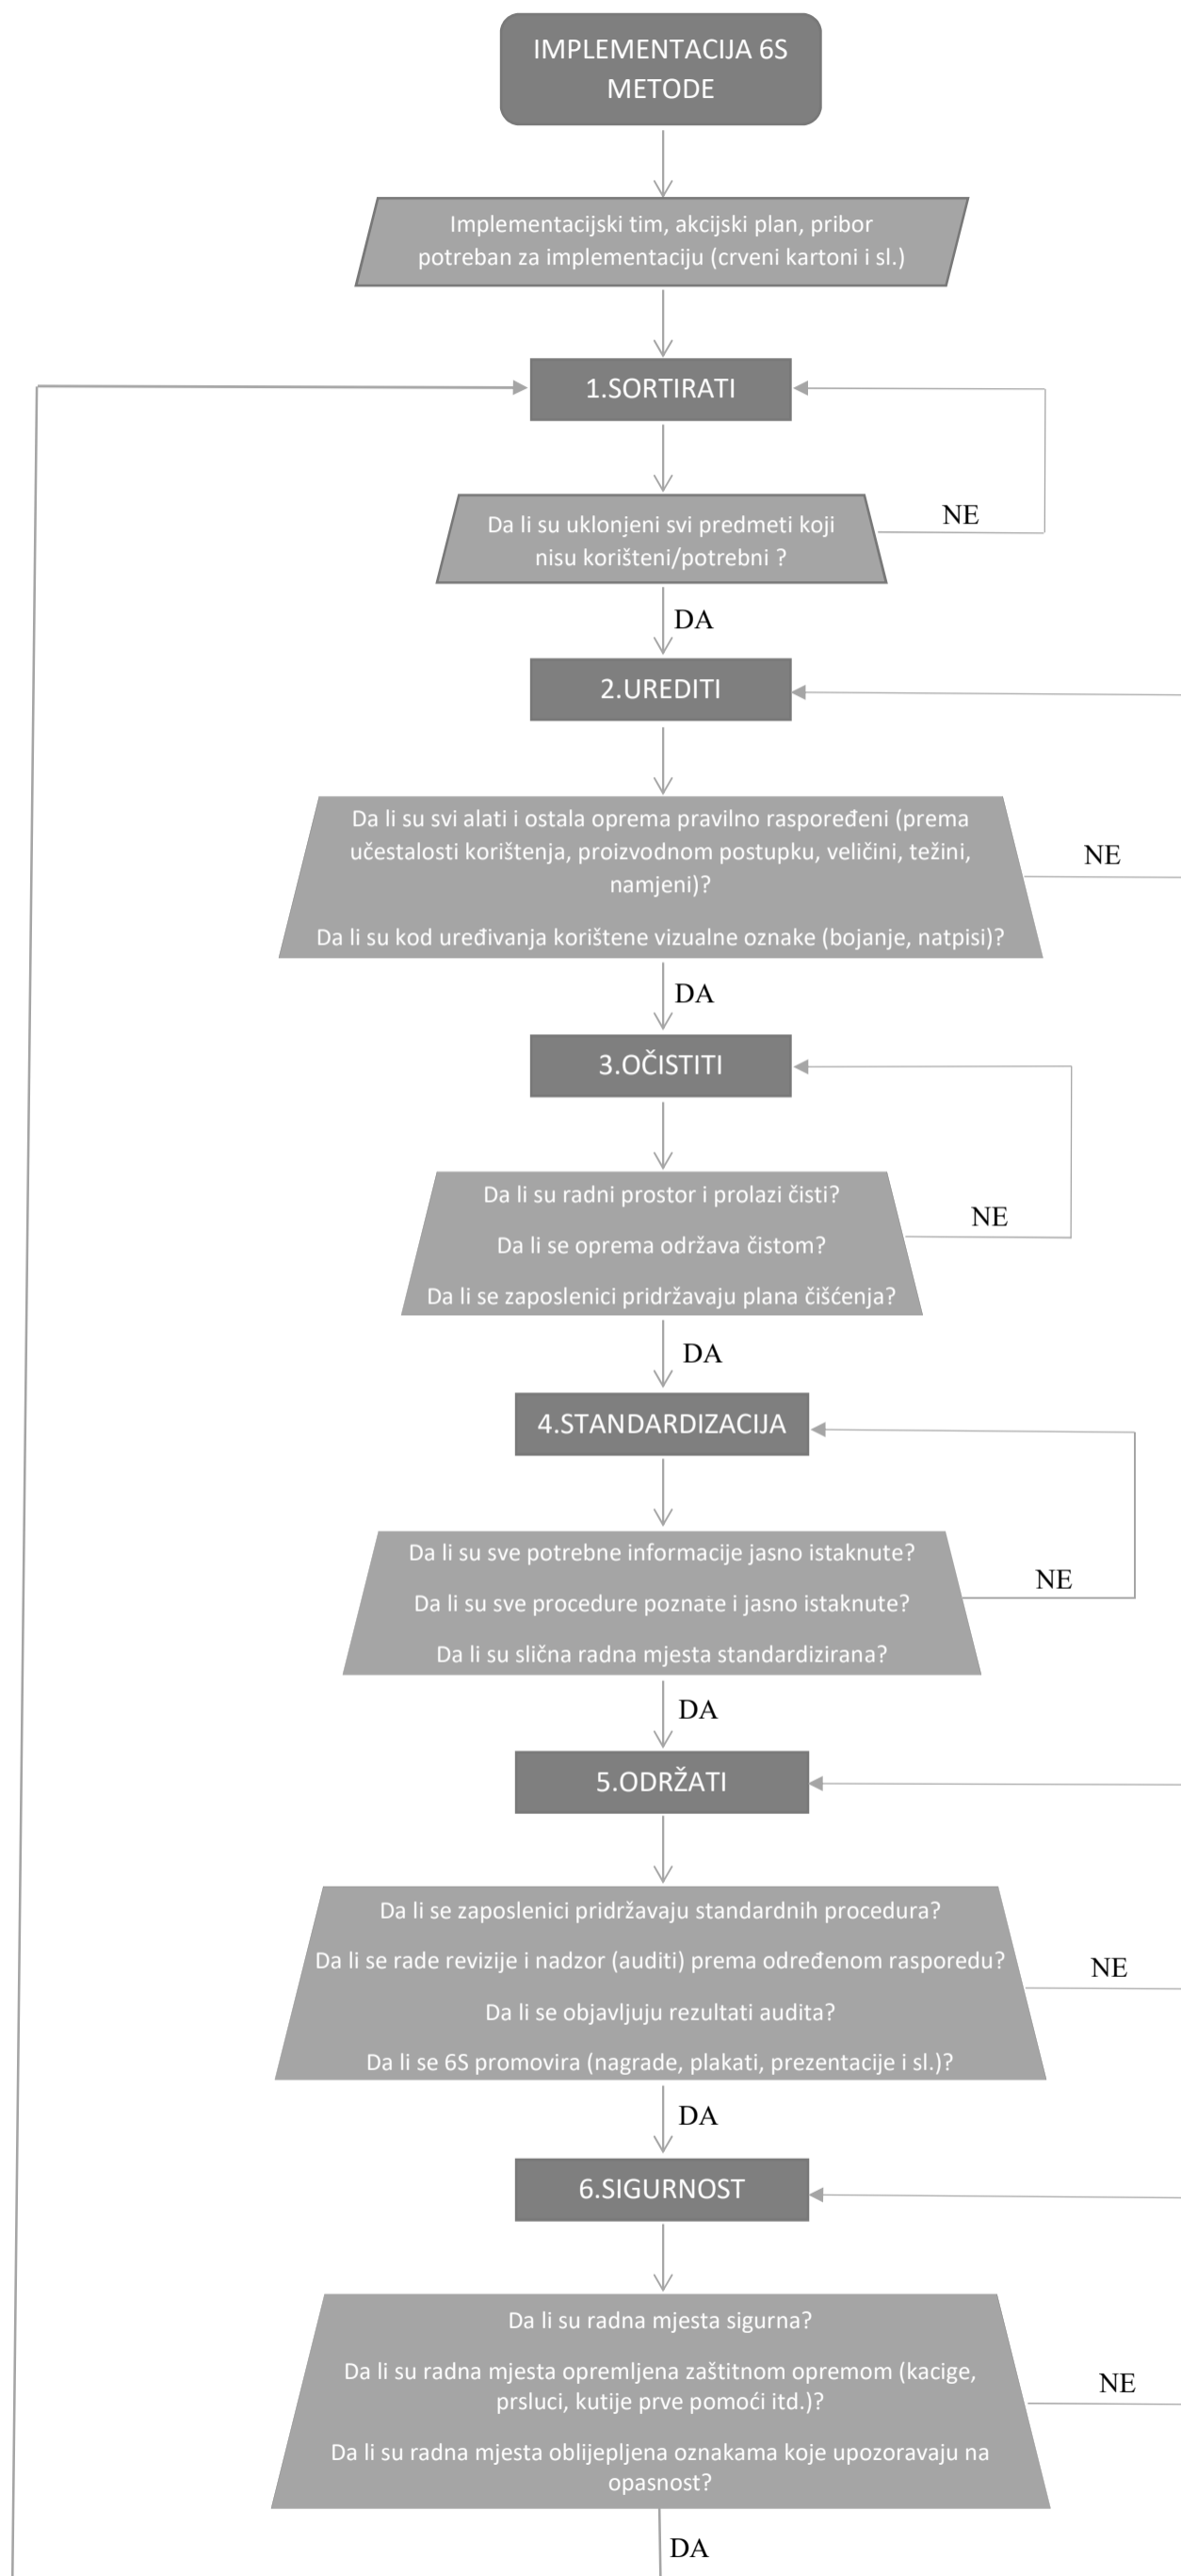 IMPLEMENTACIJA 6S
METODE
Implementacijski tim, akcijski plan, pribor
potreban za implementaciju (crveni kartoni i sl.)
1.SORTIRATI
Da li su uklonjeni svi predmeti koji
nisu korišteni/potrebni ?
NE
DA
2.UREDITI
Da li su svi alati i ostala oprema pravilno raspoređeni (prema
učestalosti korištenja, proizvodnom postupku, veličini, težini,
namjeni)?
Da li su kod uređivanja korištene vizualne oznake (bojanje, natpisi)?
NE
DA
3.OČISTITI
Da li su radni prostor i prolazi čisti?
Da li se oprema održava čistom?
Da li se zaposlenici pridržavaju plana čišćenja?
NE
DA
4.STANDARDIZACIJA
Da li su sve potrebne informacije jasno istaknute?
Da li su sve procedure poznate i jasno istaknute?
Da li su slična radna mjesta standardizirana?
NE
DA
5.ODRŽATI
Da li se zaposlenici pridržavaju standardnih procedura?
Da li se rade revizije i nadzor (auditi) prema određenom rasporedu?
Da li se objavljuju rezultati audita?
Da li se 6S promovira (nagrade, plakati, prezentacije i sl.)?
NE
DA
6.SIGURNOST
Da li su radna mjesta sigurna?
Da li su radna mjesta opremljena zaštitnom opremom (kacige,
prsluci, kutije prve pomoći itd.)?
Da li su radna mjesta oblijepljena oznakama koje upozoravaju na
opasnost?
NE
DA